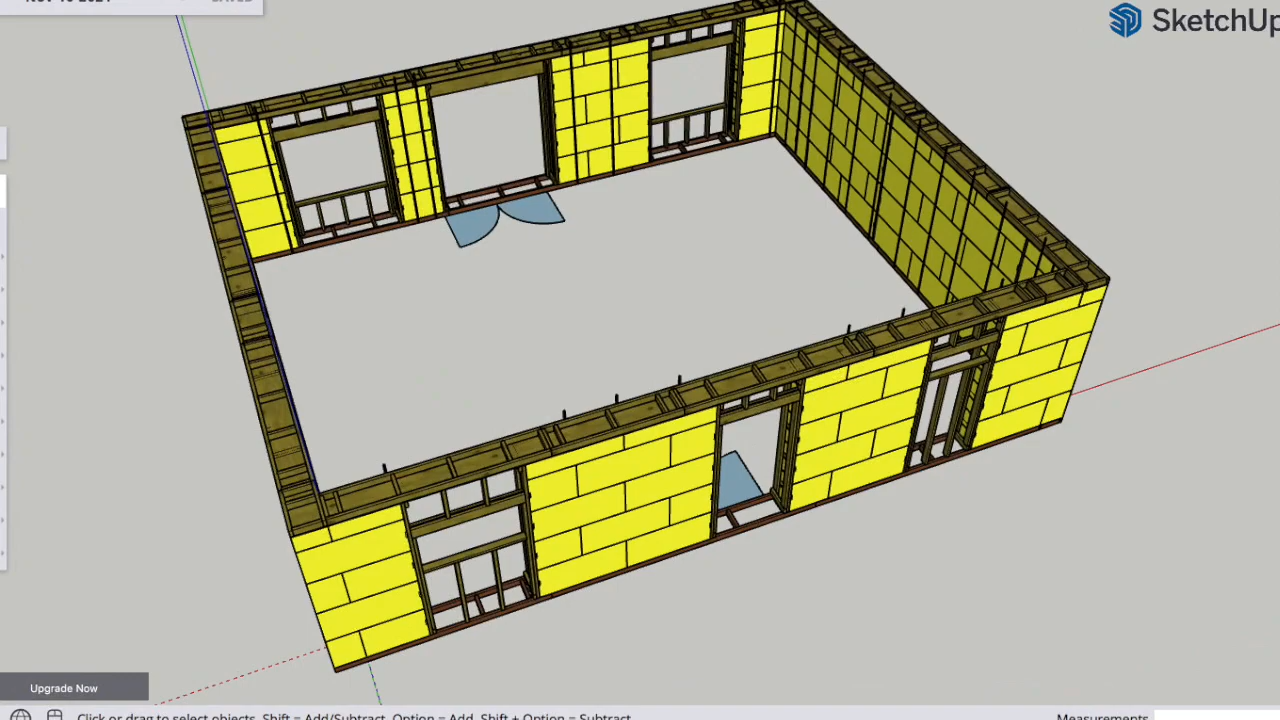 SketchUp
Upgrade Now
Click or drag to select objects. Shift = Add/Subtract. Option = Add. Shift + Option = Subtract.
Measurements